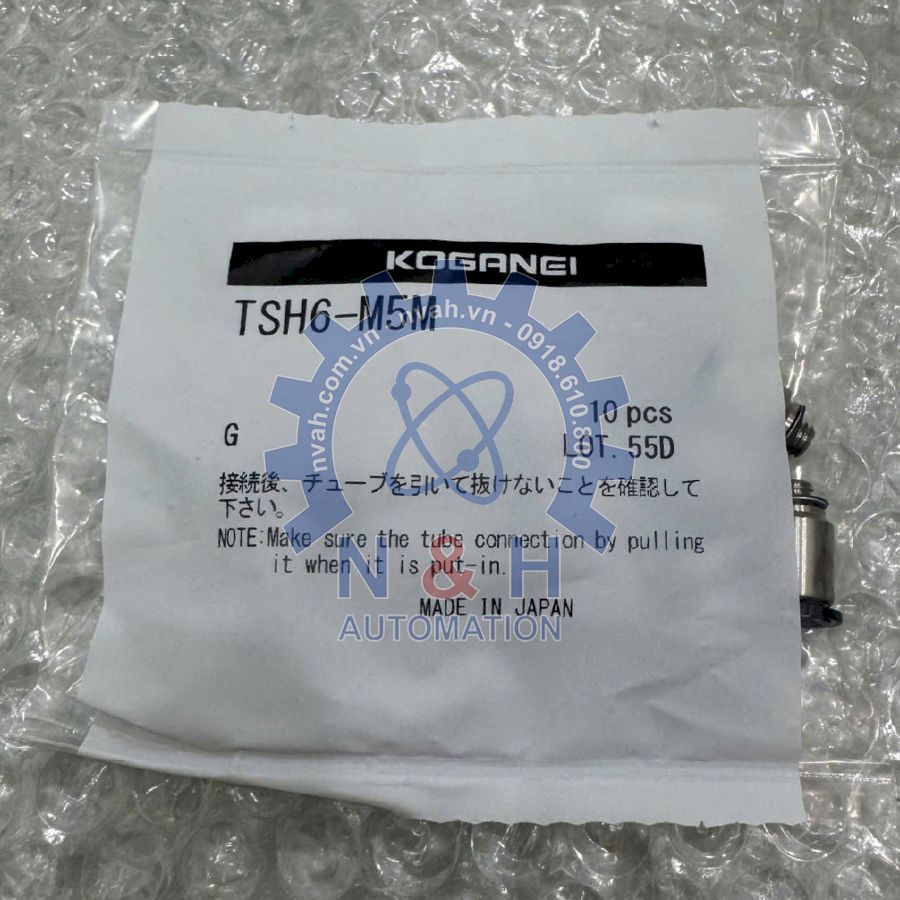 KOGANEI
TSH6-M5M
nvah.com.vn - nvah.vn - 0918.610.800
10 pcs
G
LOT. 55D
接続後、チューブを引いて抜けないことを確認して
下さい。
NOTE:Make sure the tube connection by pulling
it when it is put-in.
N & H
MADE IN JAPAN
AUTOMATION